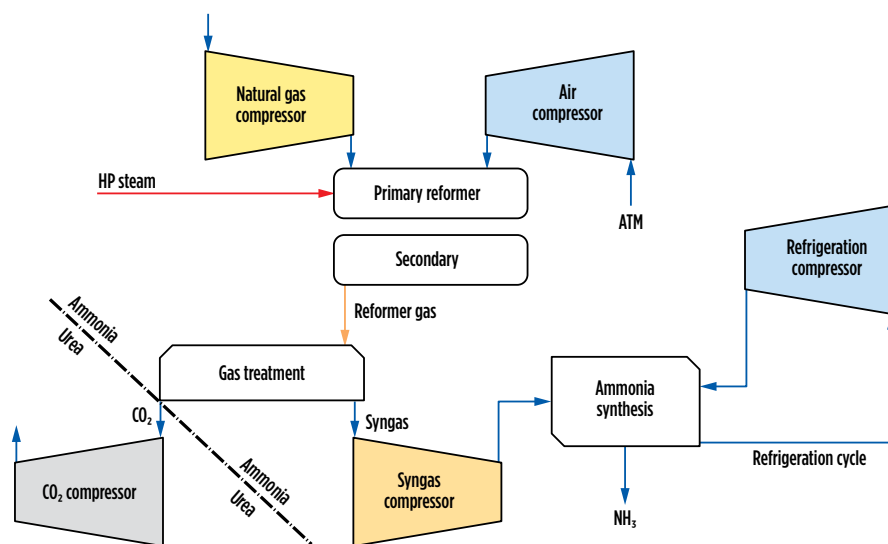 Natural gas
compressor
Air
compressor
HP steam
Primary reformer
ATM
Secondary
Refrigeration
compressor
Reformer gas
Ammonia
Urea
Gas treatment
Ammonia
synthesis
CO₂
Syngas
Refrigeration cycle
Ammonia
Urea
CO₂ compressor
Syngas
compressor
NH₃